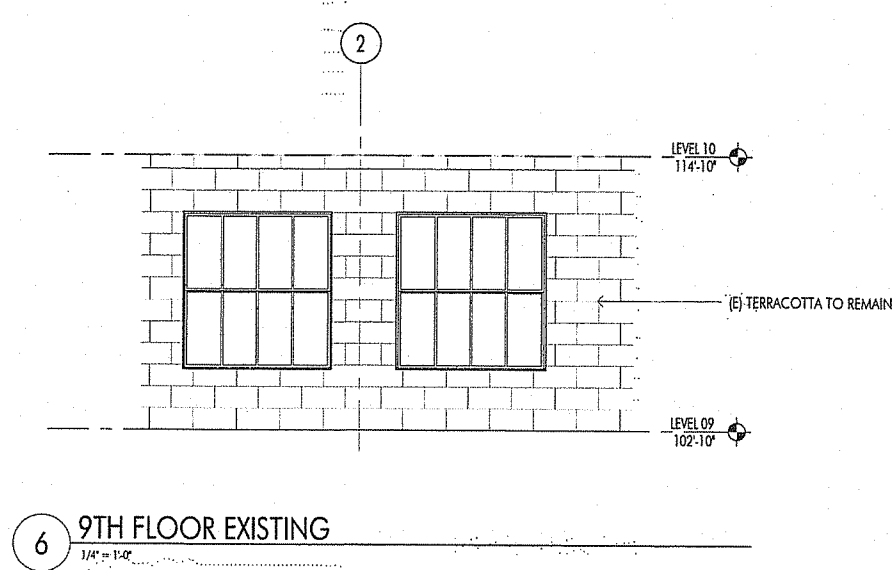 2
LEVEL 10
114'-10"
(E) TERRACOTTA TO REMAIN
LEVEL 09
102'-10"
6
9TH FLOOR EXISTING
1/4" = 1'-0"